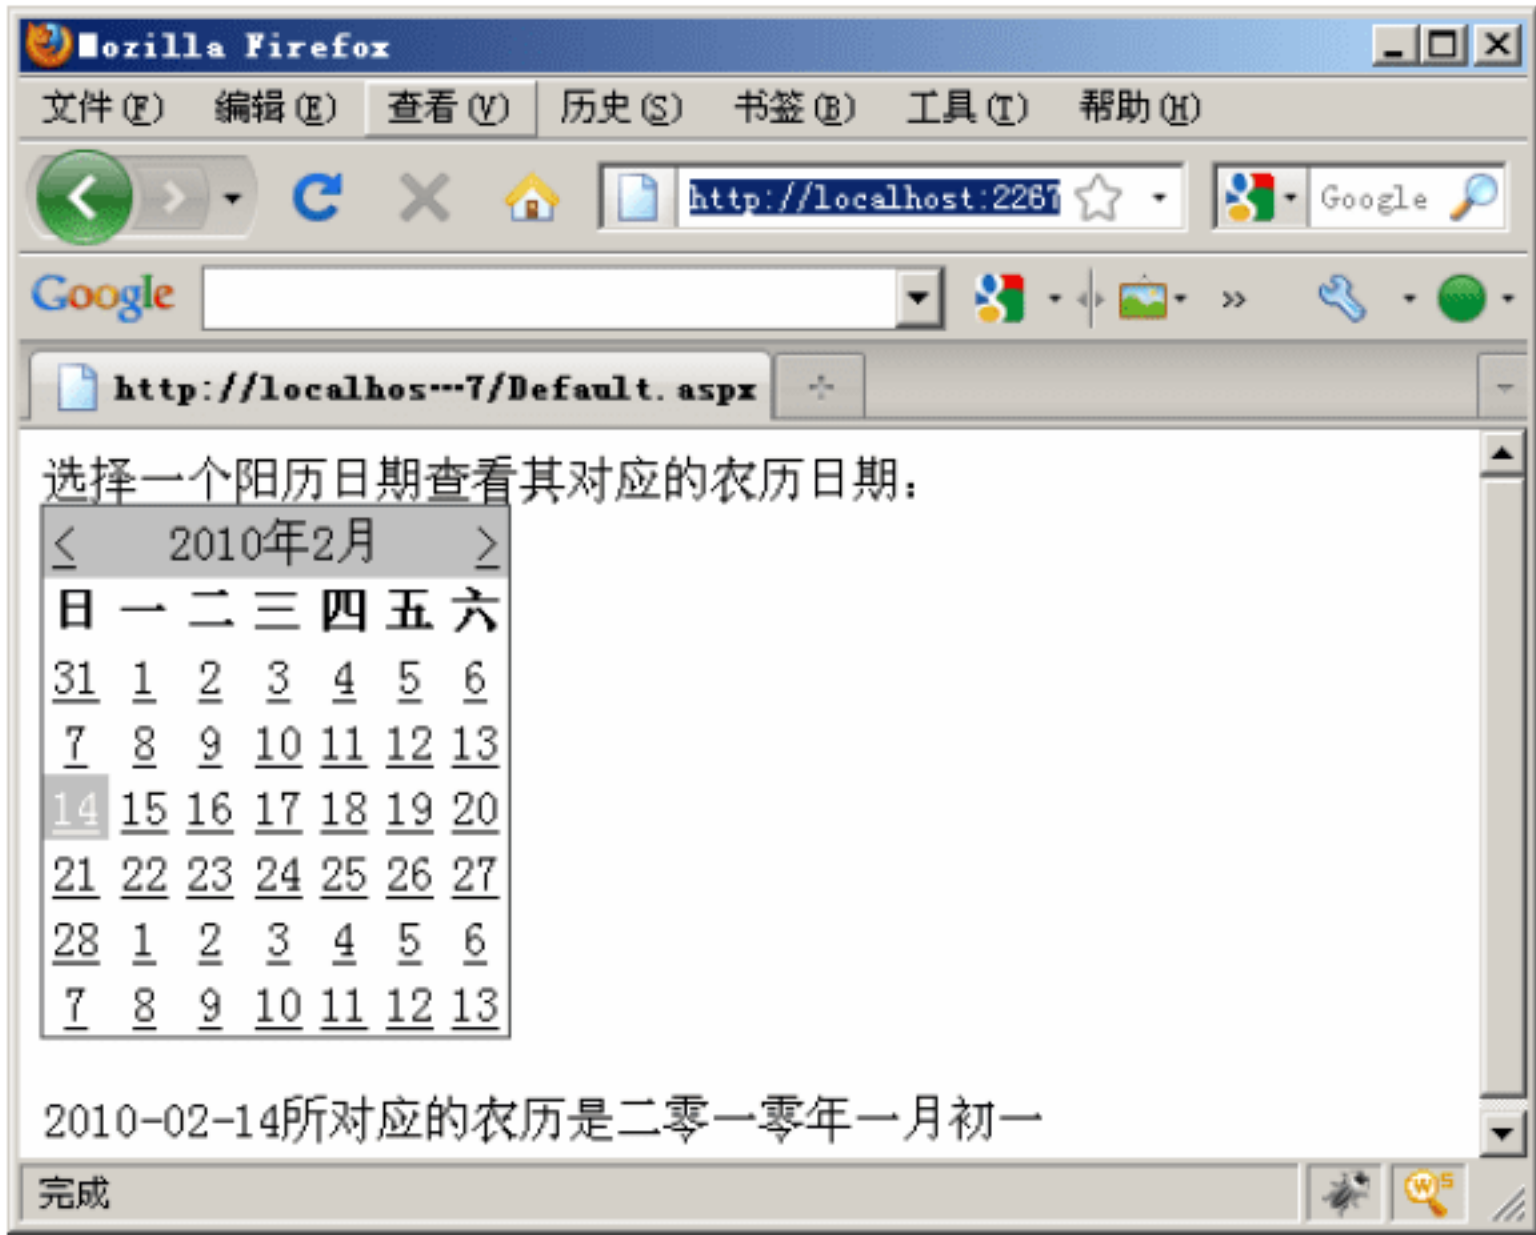 Mozilla Firefox
文件(F) 编辑(E) 查看(V) 历史(S) 书签(B) 工具(T) 帮助(H)
http://localhost:2267 Google
Google
http://localhos…7/Default.aspx
选择一个阳历日期查看其对应的农历日期：
< 2010年2月 >
日 一 二 三 四 五 六
31 1 2 3 4 5 6
7 8 9 10 11 12 13
14 15 16 17 18 19 20
21 22 23 24 25 26 27
28 1 2 3 4 5 6
7 8 9 10 11 12 13
2010-02-14所对应的农历是二零一零年一月初一
完成
W5